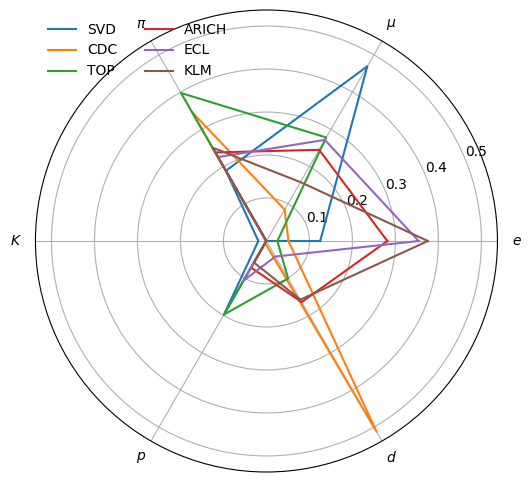 π
μ
SVD ARICH
CDC ECL
TOP KLM
0.5
0.4
0.3
0.2
0.1
K
e
p
d